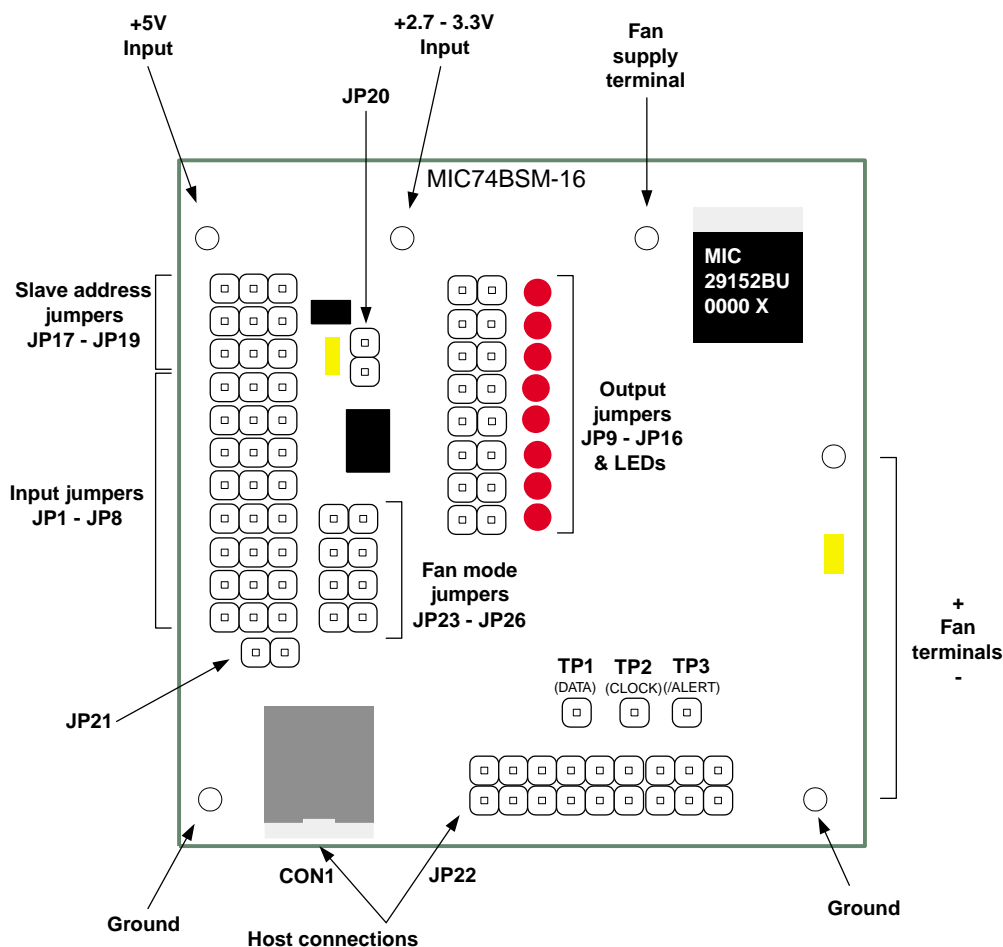 +5V
Input
+2.7 - 3.3V
Input
Fan
supply
terminal
JP20
MIC74BSM-16
MIC
29152BU
0000 X
Slave address
jumpers
JP17 - JP19
Output
jumpers
JP9 - JP16
& LEDs
Input jumpers
JP1 - JP8
Fan mode
jumpers
JP23 - JP26
+
Fan
terminals
-
TP1
(DATA)
TP2
(CLOCK)
TP3
(/ALERT)
JP21
CON1
JP22
Ground
Host connections
Ground